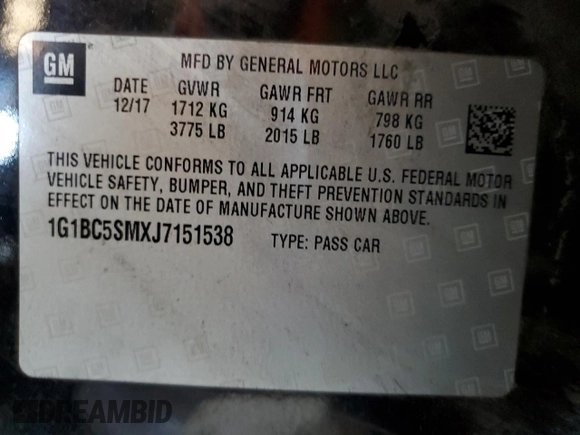 GM
MFD BY GENERAL MOTORS LLC
DATE GVWR GAWR FRT GAWR RR
12/17 1712 KG 914 KG 798 KG
3775 LB 2015 LB 1760 LB
THIS VEHICLE CONFORMS TO ALL APPLICABLE U.S. FEDERAL MOTOR
VEHICLE SAFETY, BUMPER, AND THEFT PREVENTION STANDARDS IN
EFFECT ON THE DATE OF MANUFACTURE SHOWN ABOVE.
1G1BC5SMXJ7151538 TYPE: PASS CAR
DREAMBID